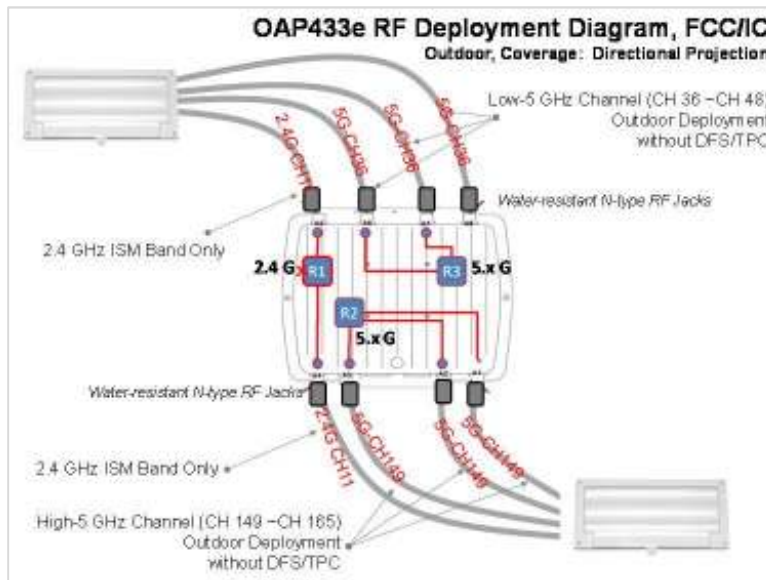 OAP433e RF Deployment Diagram, FCC/IC
Outdoor, Coverage: Directional Projection
Low-5 GHz Channel (CH 36 –CH 48)
Outdoor Deployment
without DFS/TPC
5G-CH36
5G-CH36
5G-CH36
Water-resistant N-type RF Jacks
2.4 GHz ISM Band Only
2.4 G
R1
R3
5.x G
R2
5.x G
Water-resistant N-type RF Jacks
2.4G CH11
5G-CH149
5G-CH149
5G-CH149
2.4 GHz ISM Band Only
High-5 GHz Channel (CH 149 –CH 165)
Outdoor Deployment
without DFS/TPC